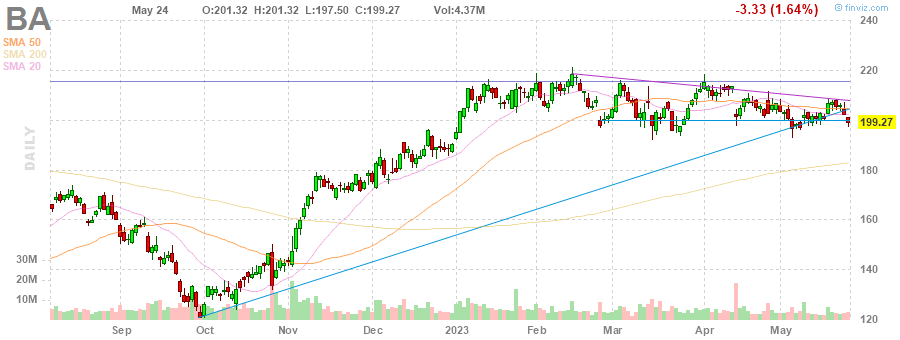 BA May 24 O:201.32 H:201.32 L:197.50 C:199.27 Vol:4.37M -3.33 (1.64%) finviz.com
SMA 50
SMA 200
SMA 20
DAILY
240
220
199.27
180
160
140
120
30M
20M
10M
Sep Oct Nov Dec 2023 Feb Mar Apr May